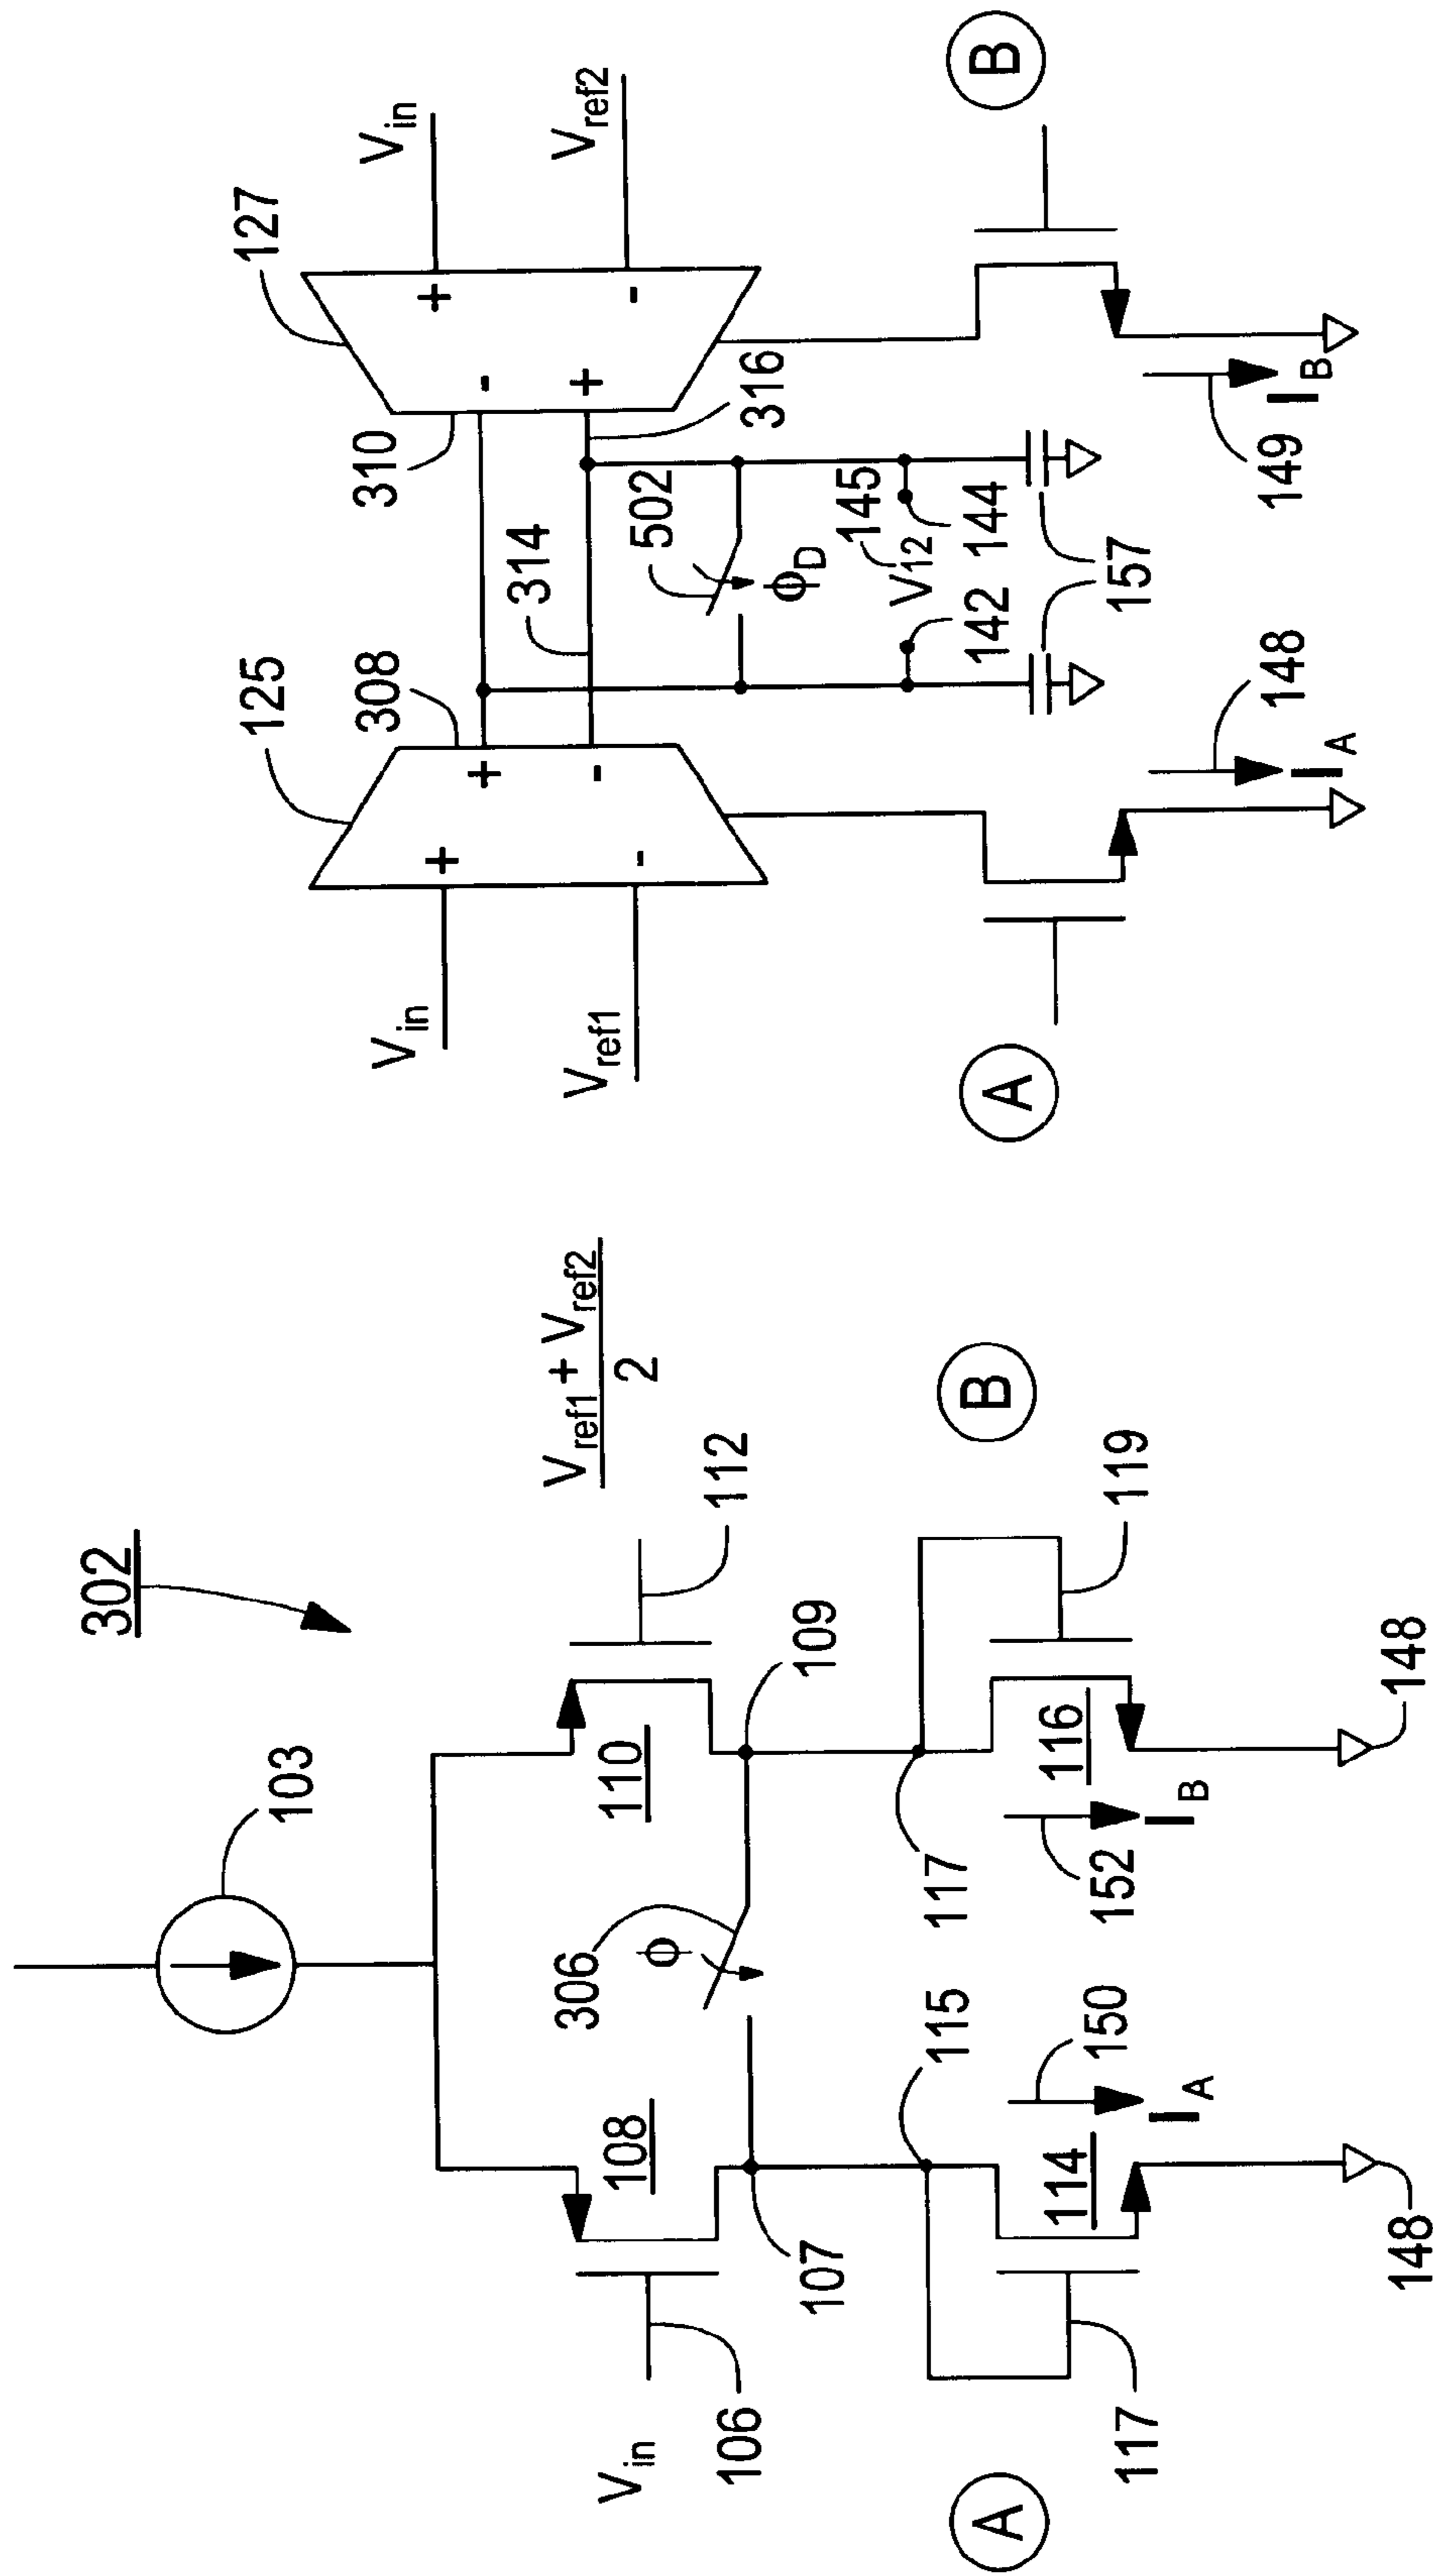 302
103
V_in
106
108
110
112
V_ref1 + V_ref2
2
306
ϕ
107
109
115
117
A
117
114
150
I_A
148
116
152
I_B
119
B
148
125
127
V_in
V_ref1
+
-
308
+
-
314
310
-
+
316
+
-
V_in
V_ref2
502
ϕ_D
145
V_12
142
144
157
A
148
I_A
149
I_B
B